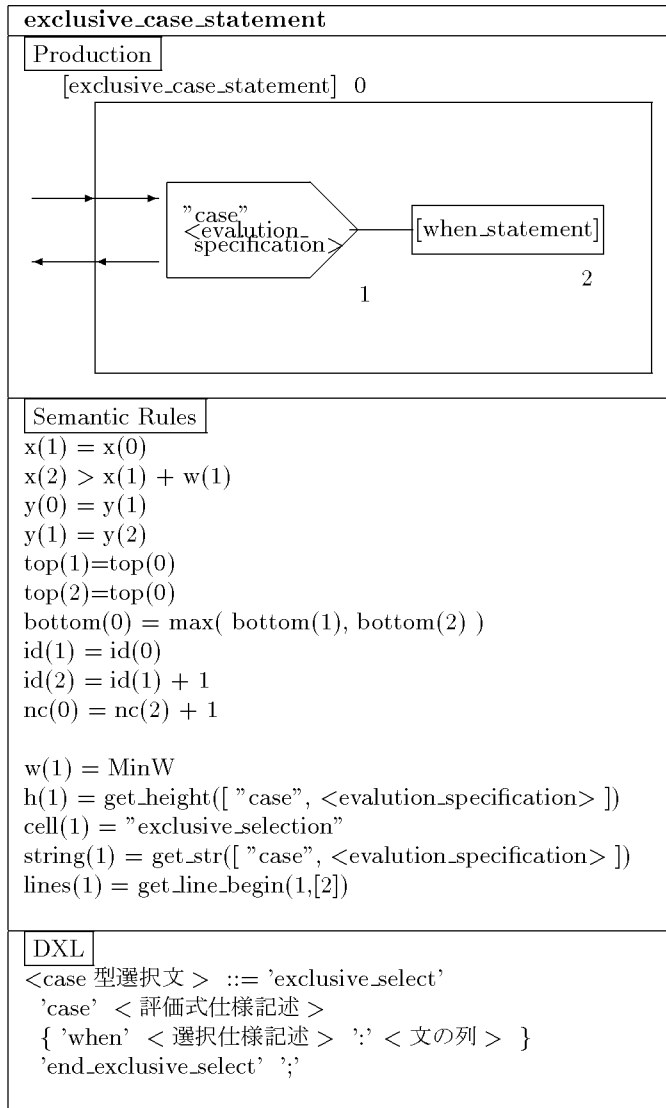 exclusive_case_statement
Production
[exclusive_case_statement] 0
"case"
<evalution_
specification>
[when_statement]
1
2
Semantic Rules
x(1) = x(0)
x(2) > x(1) + w(1)
y(0) = y(1)
y(1) = y(2)
top(1)=top(0)
top(2)=top(0)
bottom(0) = max( bottom(1), bottom(2) )
id(1) = id(0)
id(2) = id(1) + 1
nc(0) = nc(2) + 1
w(1) = MinW
h(1) = get_height([ "case", <evalution_specification> ])
cell(1) = "exclusive_selection"
string(1) = get_str([ "case", <evalution_specification> ])
lines(1) = get_line_begin(1,[2])
DXL
<case 型選択文 > ::= 'exclusive_select'
'case' < 評価式仕様記述 >
{ 'when' < 選択仕様記述 > ':' < 文の列 > }
'end_exclusive_select' ';'